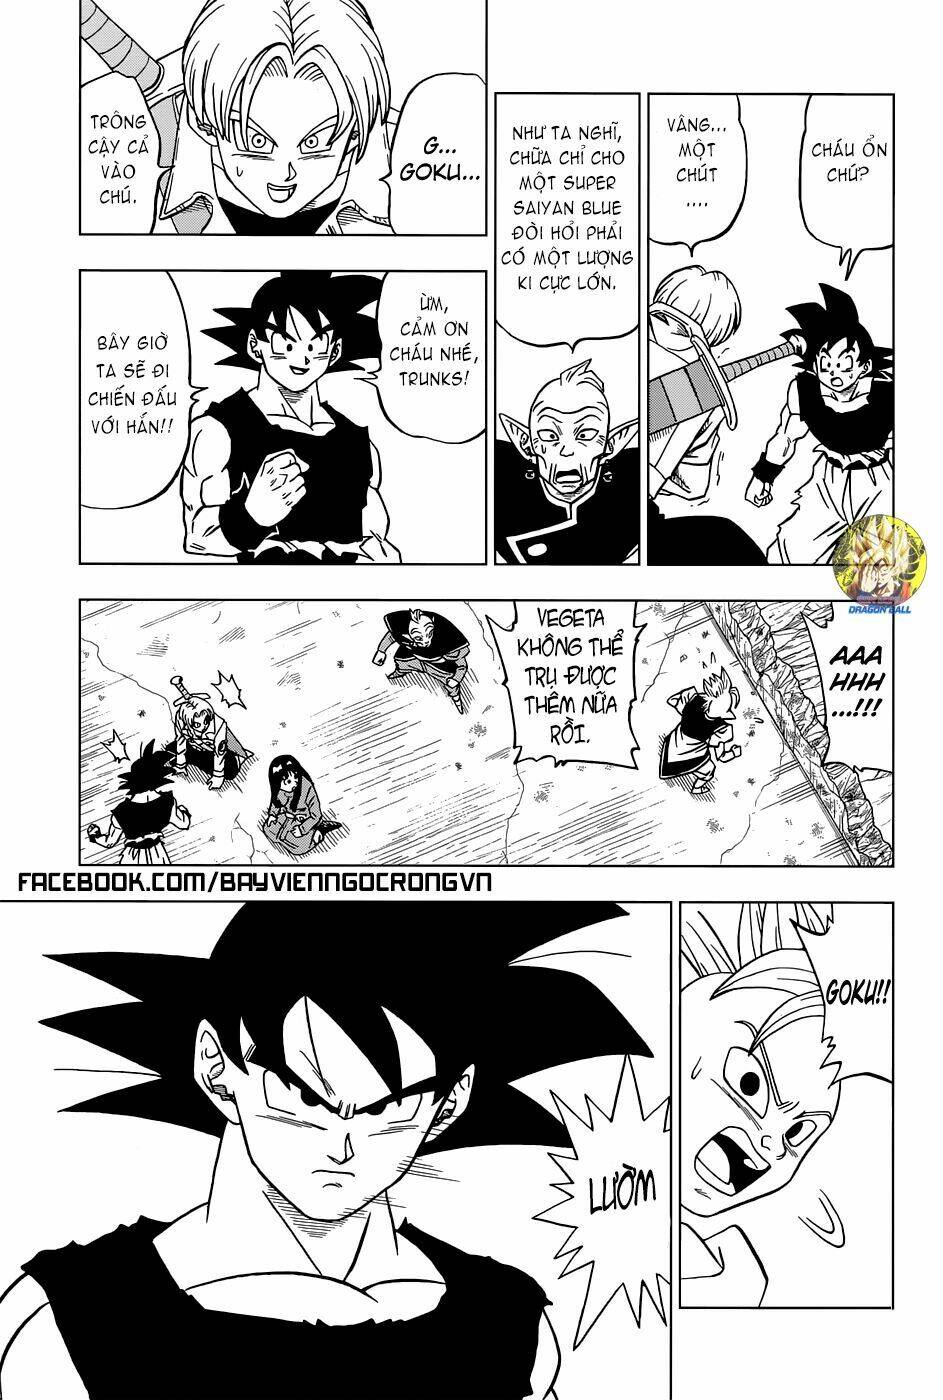 CHÁU ỔN
CHỨ?
VÂNG...
MỘT
CHÚT
....
NHƯ TA NGHĨ,
CHỮA CHỈ CHO
MỘT SUPER
SAIYAN BLUE
ĐÒI HỎI PHẢI
CÓ MỘT LƯỢNG
KI CỰC LỚN.
G...
GOKU...
TRÔNG
CẬY CẢ
VÀO
CHÚ.
ỪM,
CẢM ƠN
CHÁU NHÉ,
TRUNKS!
BÂY GIỜ
TA SẼ ĐI
CHIẾN ĐẤU
VỚI HẮN!!
DRAGON BALL
AAA
HHH
...!!!
VEGETA
KHÔNG THỂ
TRỤ ĐƯỢC
THÊM NỮA
RỒI.
FACEBOOK.COM/BAYVIENNGOCRONGVN
GOKU!!
LƯỜM